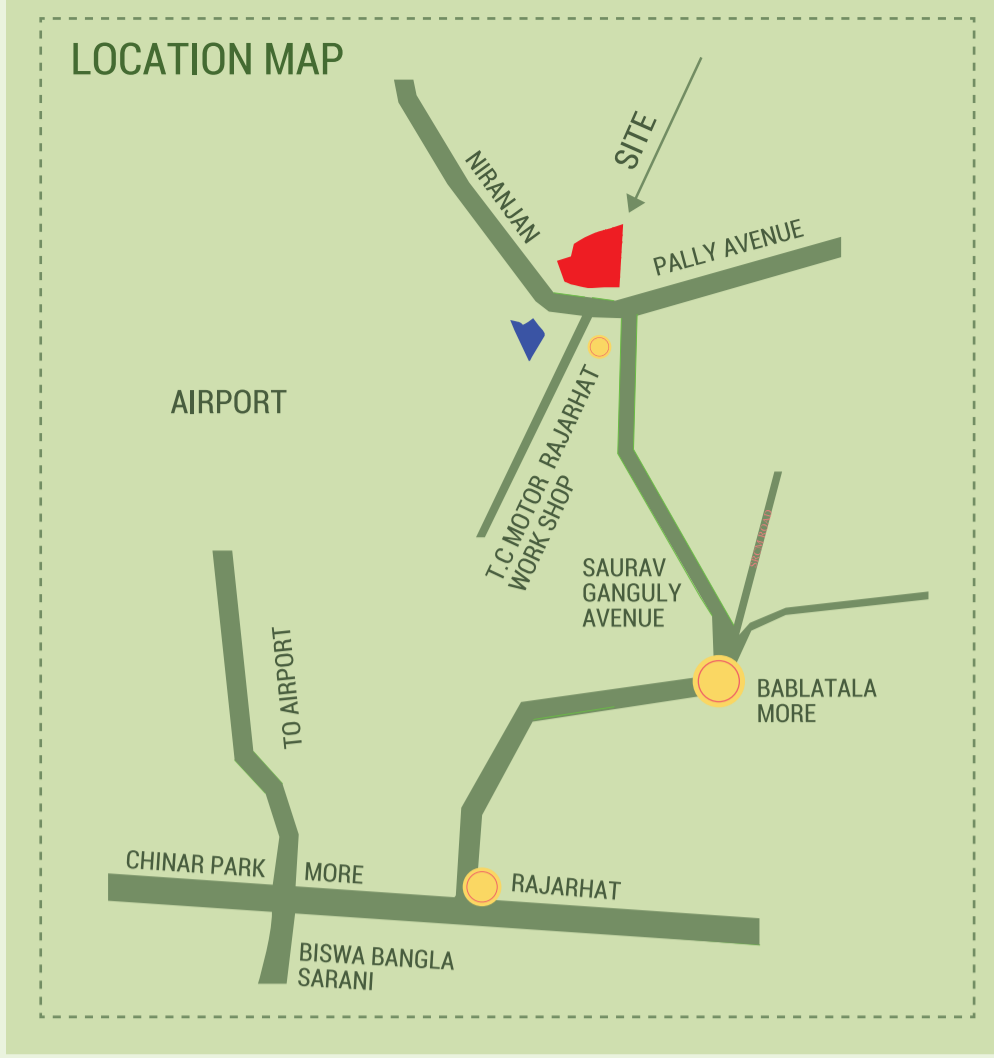 LOCATION MAP
SITE
NIRANJAN
PALLY AVENUE
AIRPORT
T.C MOTOR RAJARHAT
WORK SHOP
SAURAV
GANGULY
AVENUE
TO AIRPORT
BABLATALA
MORE
CHINAR PARK MORE
RAJARHAT
BISWA BANGLA
SARANI